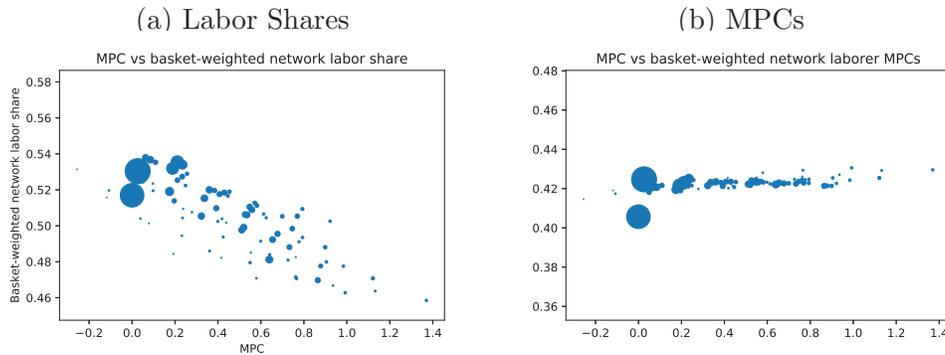 (a) Labor Shares
MPC vs basket-weighted network labor share
Basket-weighted network labor share
0.58
0.56
0.54
0.52
0.50
0.48
0.46
−0.2 0.0 0.2 0.4 0.6 0.8 1.0 1.2 1.4
MPC
(b) MPCs
MPC vs basket-weighted network laborer MPCs
0.48
0.46
0.44
0.42
0.40
0.38
0.36
−0.2 0.0 0.2 0.4 0.6 0.8 1.0 1.2 1.4